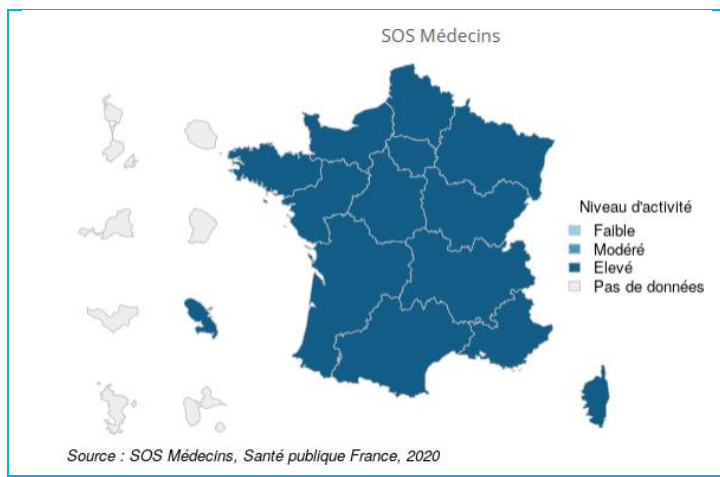 SOS Médecins
Niveau d'activité
Faible
Modéré
Elevé
Pas de données
Source : SOS Médecins, Santé publique France, 2020